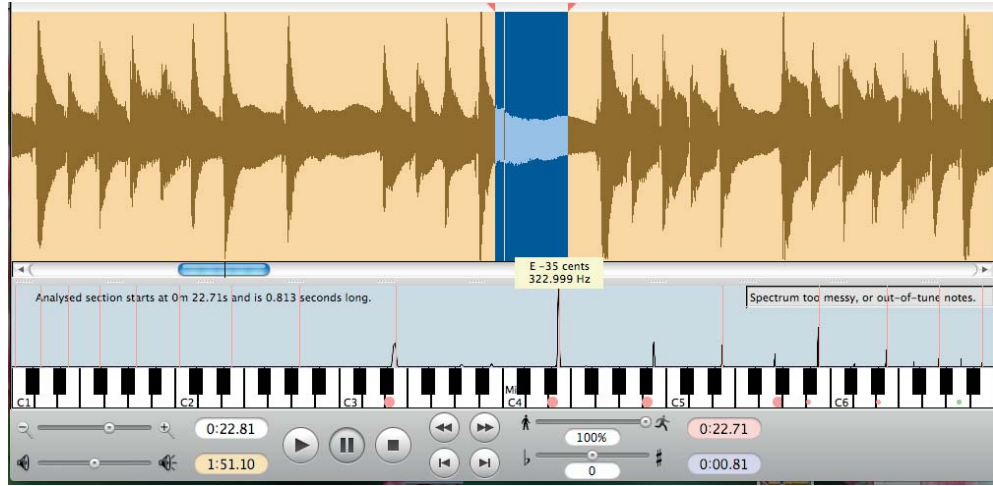 E -35 cents
322.999 Hz
Analysed section starts at 0m 22.71s and is 0.813 seconds long.
Spectrum too messy, or out-of-tune notes.
Mi
C1
C2
C3
C4
C5
C6
0:22.81
100%
0:22.71
1:51.10
0
0:00.81